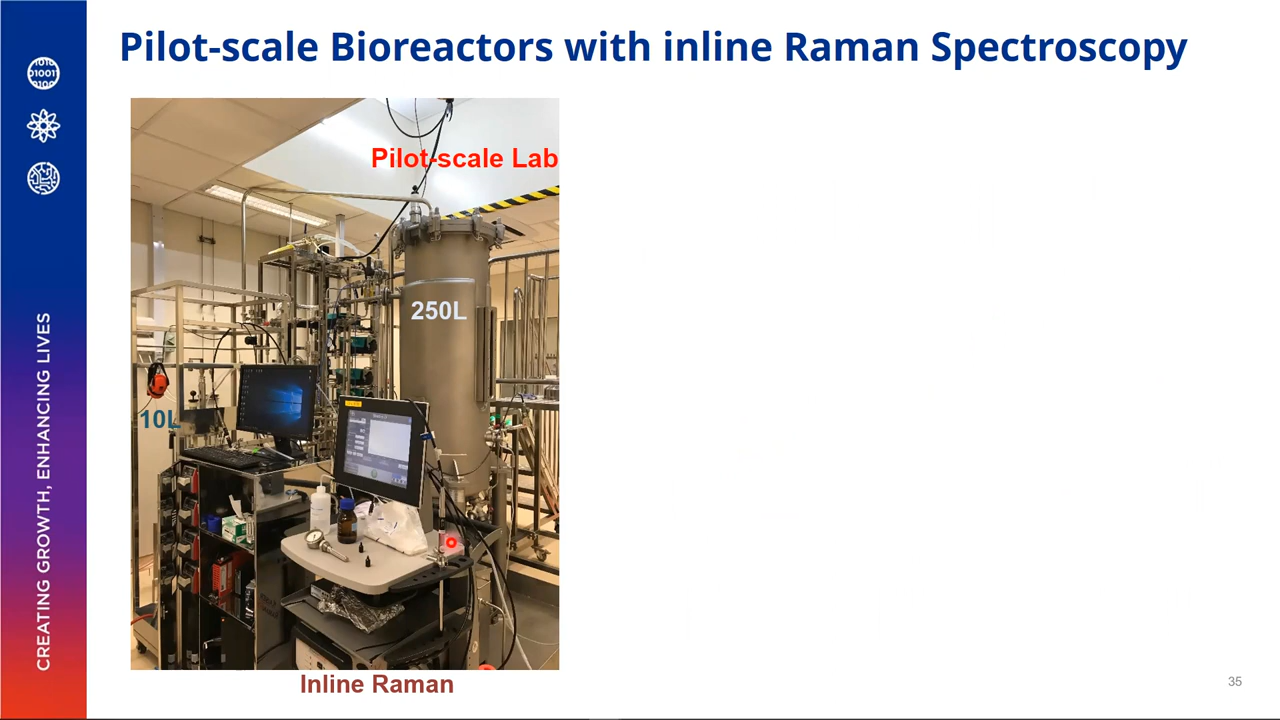 Pilot-scale Bioreactors with inline Raman Spectroscopy
Pilot-scale Lab
250L
10L
Inline Raman
CREATING GROWTH, ENHANCING LIVES
35